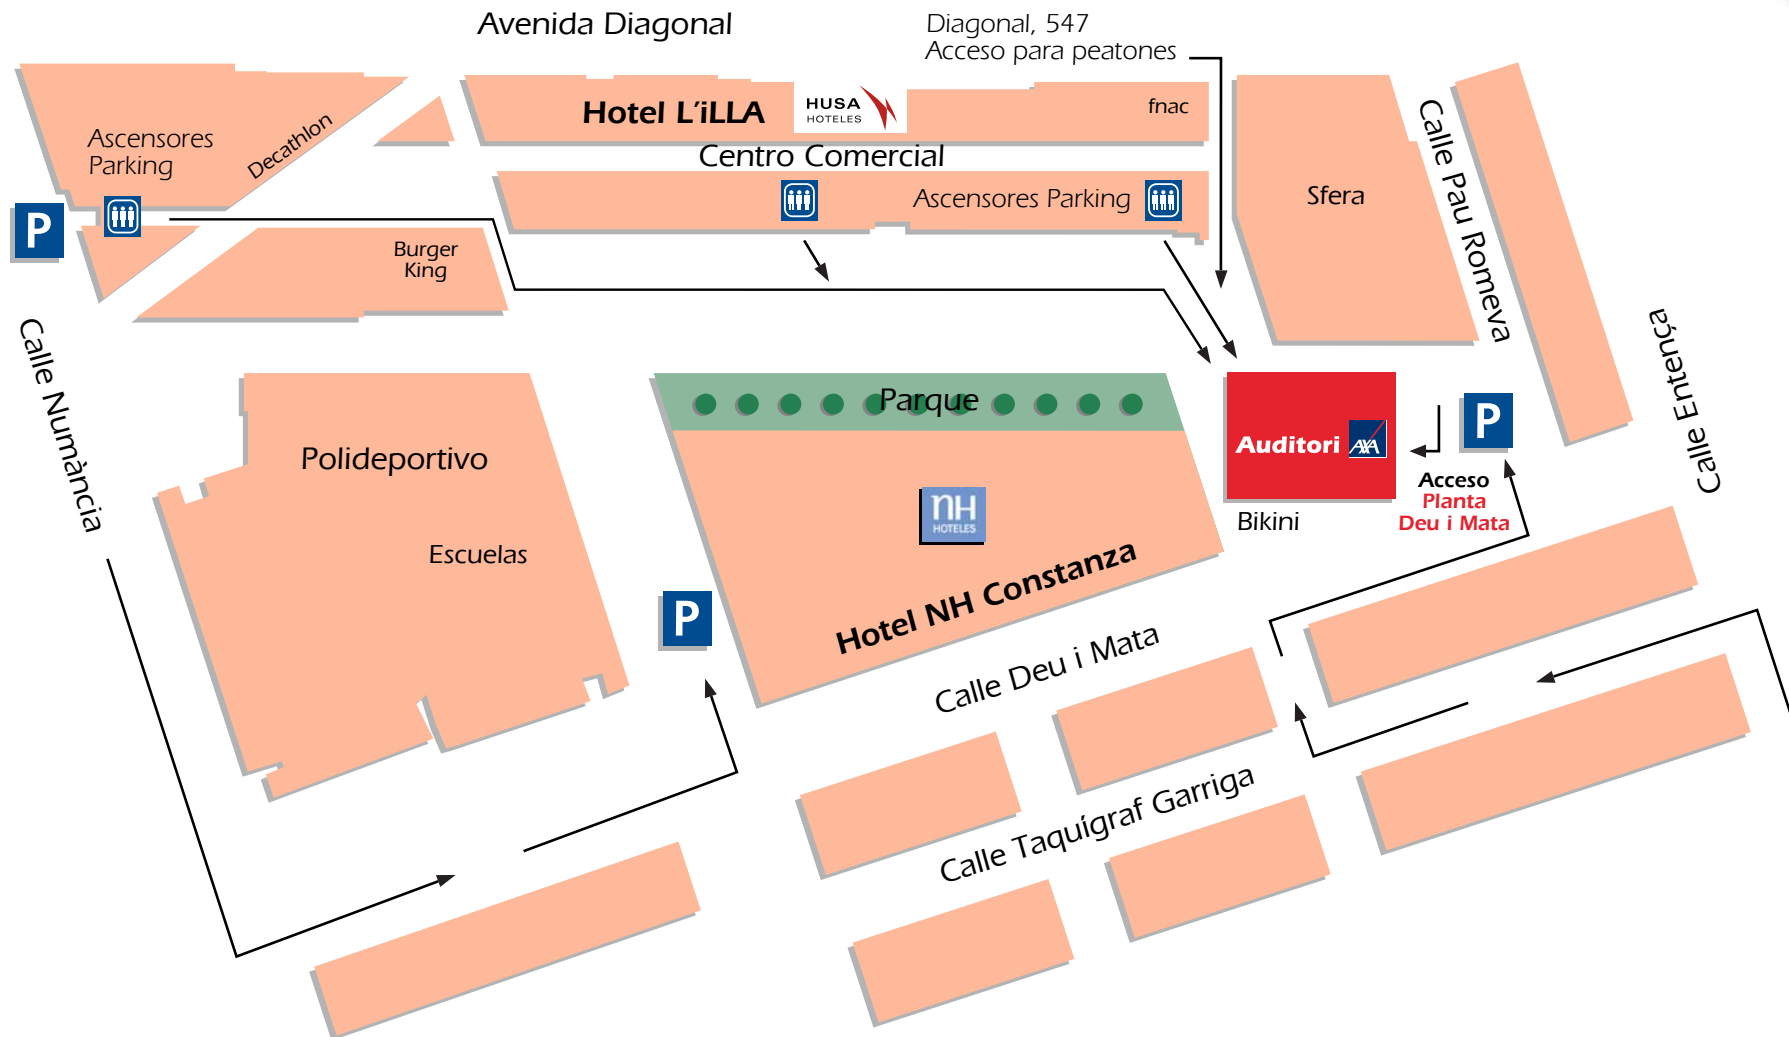 Avenida Diagonal
Diagonal, 547
Acceso para peatones
Hotel L'iLLA
HUSA
HOTELES
fnac
Ascensores
Parking
Decathlon
Centro Comercial
Ascensores Parking
Sfera
Calle Pau Romeva
P
Burger
King
Calle Numància
Calle Entença
Parque
Polideportivo
Auditori AXA
P
Acceso
Planta
Deu i Mata
Bikini
nH
HOTELES
Escuelas
P
Hotel NH Constanza
Calle Deu i Mata
Calle Taquígraf Garriga